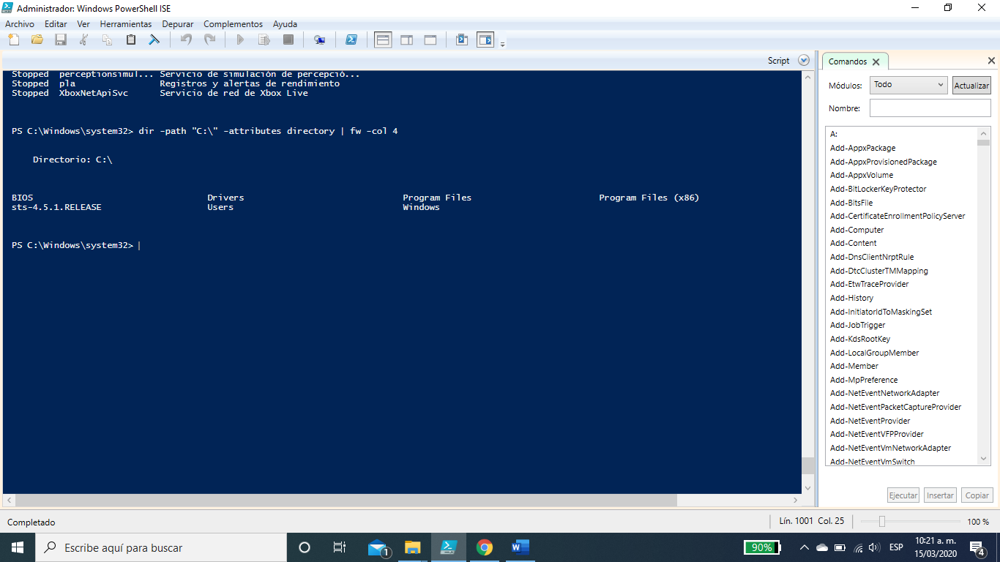 Administrador: Windows PowerShell ISE
Archivo Editar Ver Herramientas Depurar Complementos Ayuda
Script
Stopped perceptionsimul... Servicio de simulación de percepció...
Stopped pla Registros y alertas de rendimiento
Stopped XboxNetApiSvc Servicio de red de Xbox Live
PS C:\Windows\system32> dir -path "C:\" -attributes directory | fw -col 4
Directorio: C:\
BIOS Drivers Program Files Program Files (x86)
sts-4.5.1.RELEASE Users Windows
PS C:\Windows\system32>
Comandos
Módulos: Todo Actualizar
Nombre:
A:
Add-AppxPackage
Add-AppxProvisionedPackage
Add-AppxVolume
Add-BitLockerKeyProtector
Add-BitsFile
Add-CertificateEnrollmentPolicyServer
Add-Computer
Add-Content
Add-DnsClientNrptRule
Add-DtcClusterTMMapping
Add-EtwTraceProvider
Add-History
Add-InitiatorIdToMaskingSet
Add-JobTrigger
Add-KdsRootKey
Add-LocalGroupMember
Add-Member
Add-MpPreference
Add-NetEventNetworkAdapter
Add-NetEventPacketCaptureProvider
Add-NetEventProvider
Add-NetEventVFPProvider
Add-NetEventVmNetworkAdapter
Add-NetEventVmSwitch
Ejecutar Insertar Copiar
Completado
Lín. 1001 Col. 25
100 %
Escribe aquí para buscar
1
90%
ESP
10:21 a. m.
15/03/2020
4